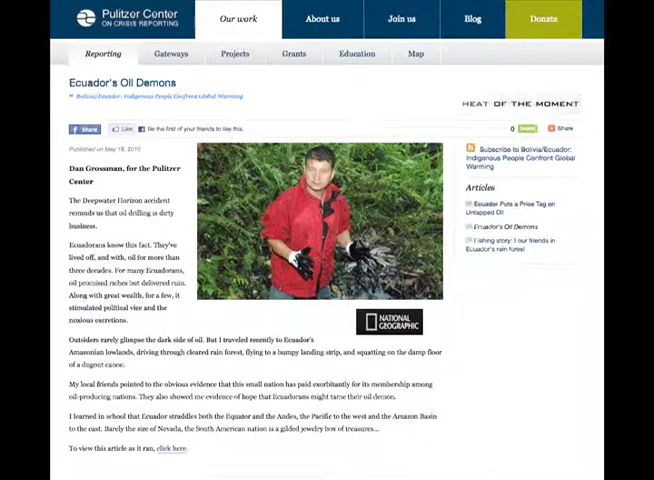 Pulitzer Center
ON CRISIS REPORTING
Our work
About us
Join us
Blog
Donate
Reporting
Gateways
Projects
Grants
Education
Map
Ecuador's Oil Demons
Bolivia/Ecuador: Indigenous People Confront Global Warming
HEAT OF THE MOMENT
Share
Like
Be the first of your friends to like this.
0
Share
Published on May 18, 2010
Dan Grossman, for the Pulitzer
Center
The Deepwater Horizon accident
reminds us that oil drilling is dirty
business.
Ecuadorans know this fact. They've
lived off, and with, oil for more than
three decades. For many Ecuadorans,
oil promised riches but delivered ruin.
Along with great wealth, for a few, it
stimulated political vice and the
noxious excretions.
NATIONAL
GEOGRAPHIC
Outsiders rarely glimpse the dark side of oil. But I traveled recently to Ecuador's
Amazonian lowlands, driving through cleared rain forest, flying to a bumpy landing strip, and squatting on the damp floor
of a dugout canoe.
My local friends pointed to the obvious evidence that this small nation has paid exorbitantly for its membership among
oil-producing nations. They also showed me evidence of hope that Ecuadorans might tame their oil demon.
I learned in school that Ecuador straddles both the Equator and the Andes, the Pacific to the west and the Amazon Basin
to the east. Barely the size of Nevada, the South American nation is a gilded jewelry box of treasures...
To view this article as it ran, click here.
Subscribe to Bolivia/Ecuador:
Indigenous People Confront Global
Warming
Articles
Ecuador Puts a Price Tag on
Untapped Oil
Ecuador's Oil Demons
Fishing story: our friends in
Ecuador's rain forest